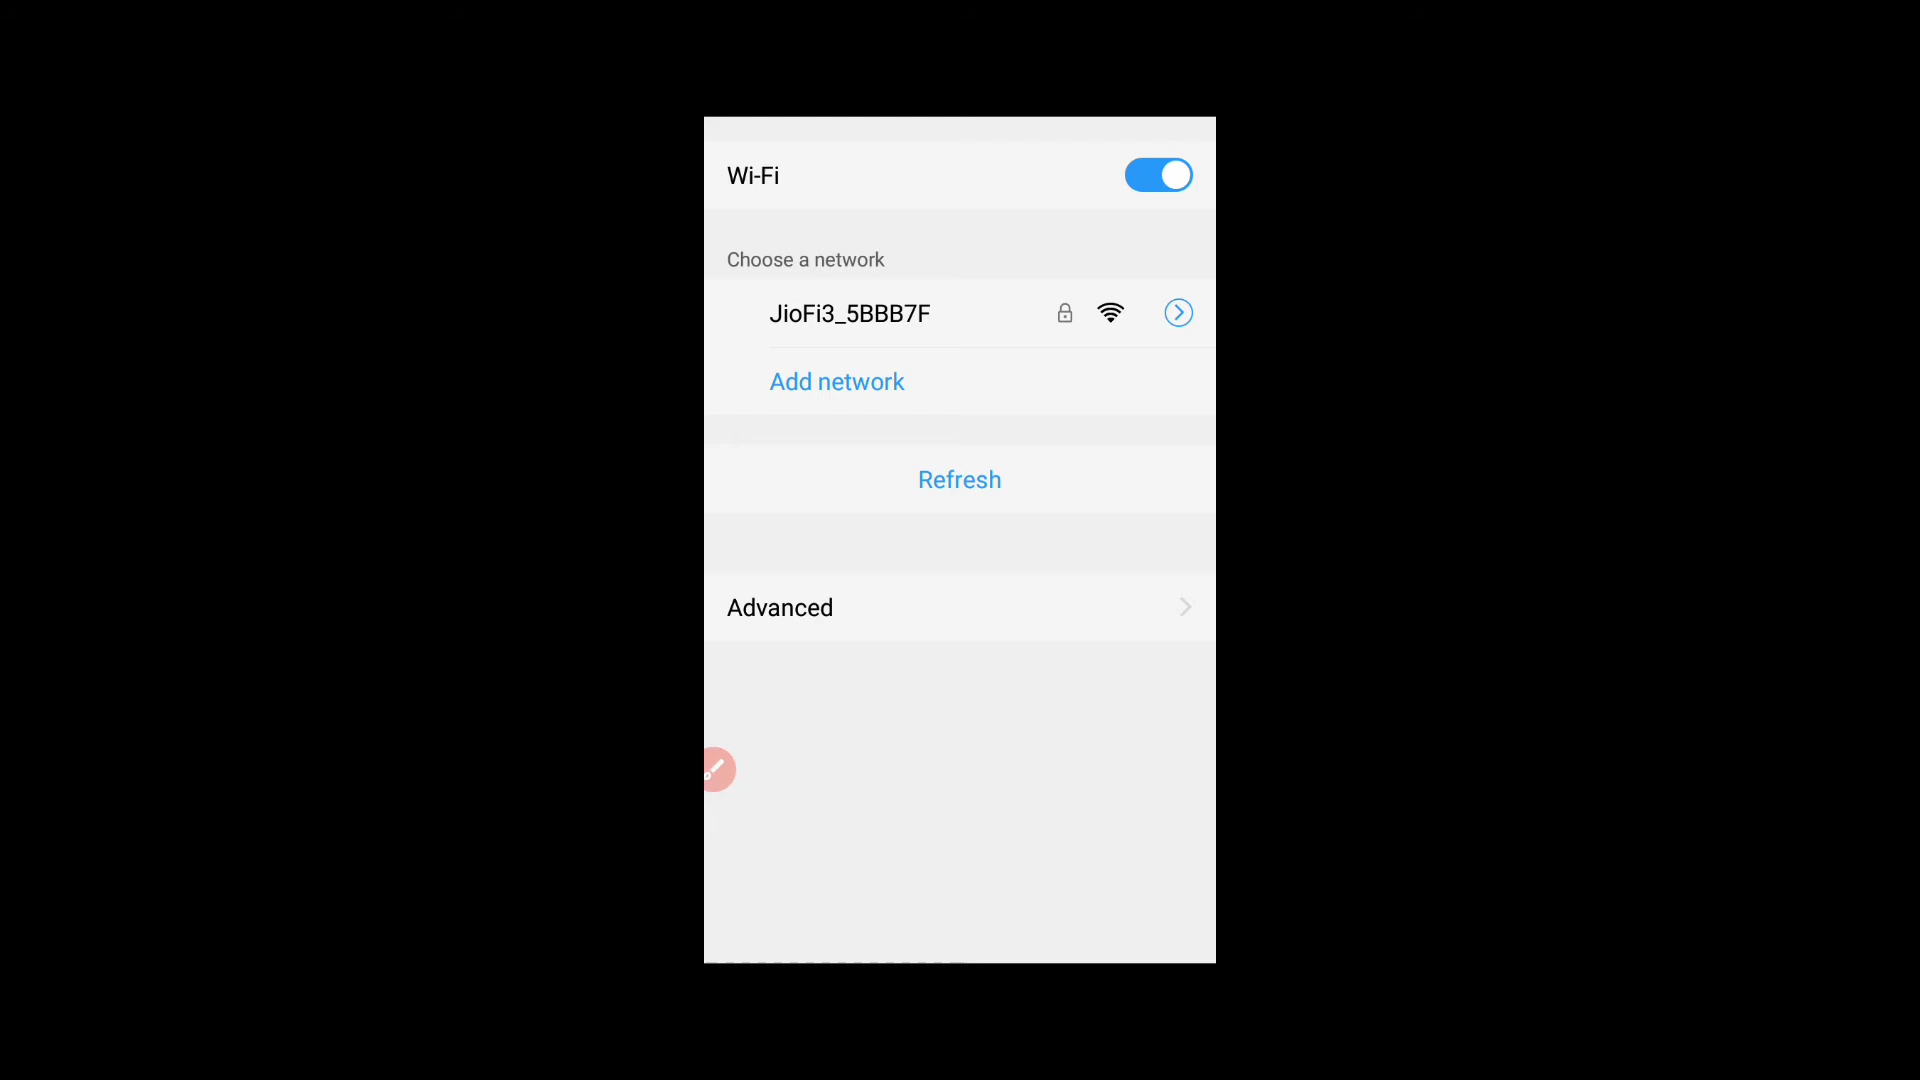 Wi-Fi
Choose a network
JioFi3_5BBB7F
Add network
Refresh
Advanced